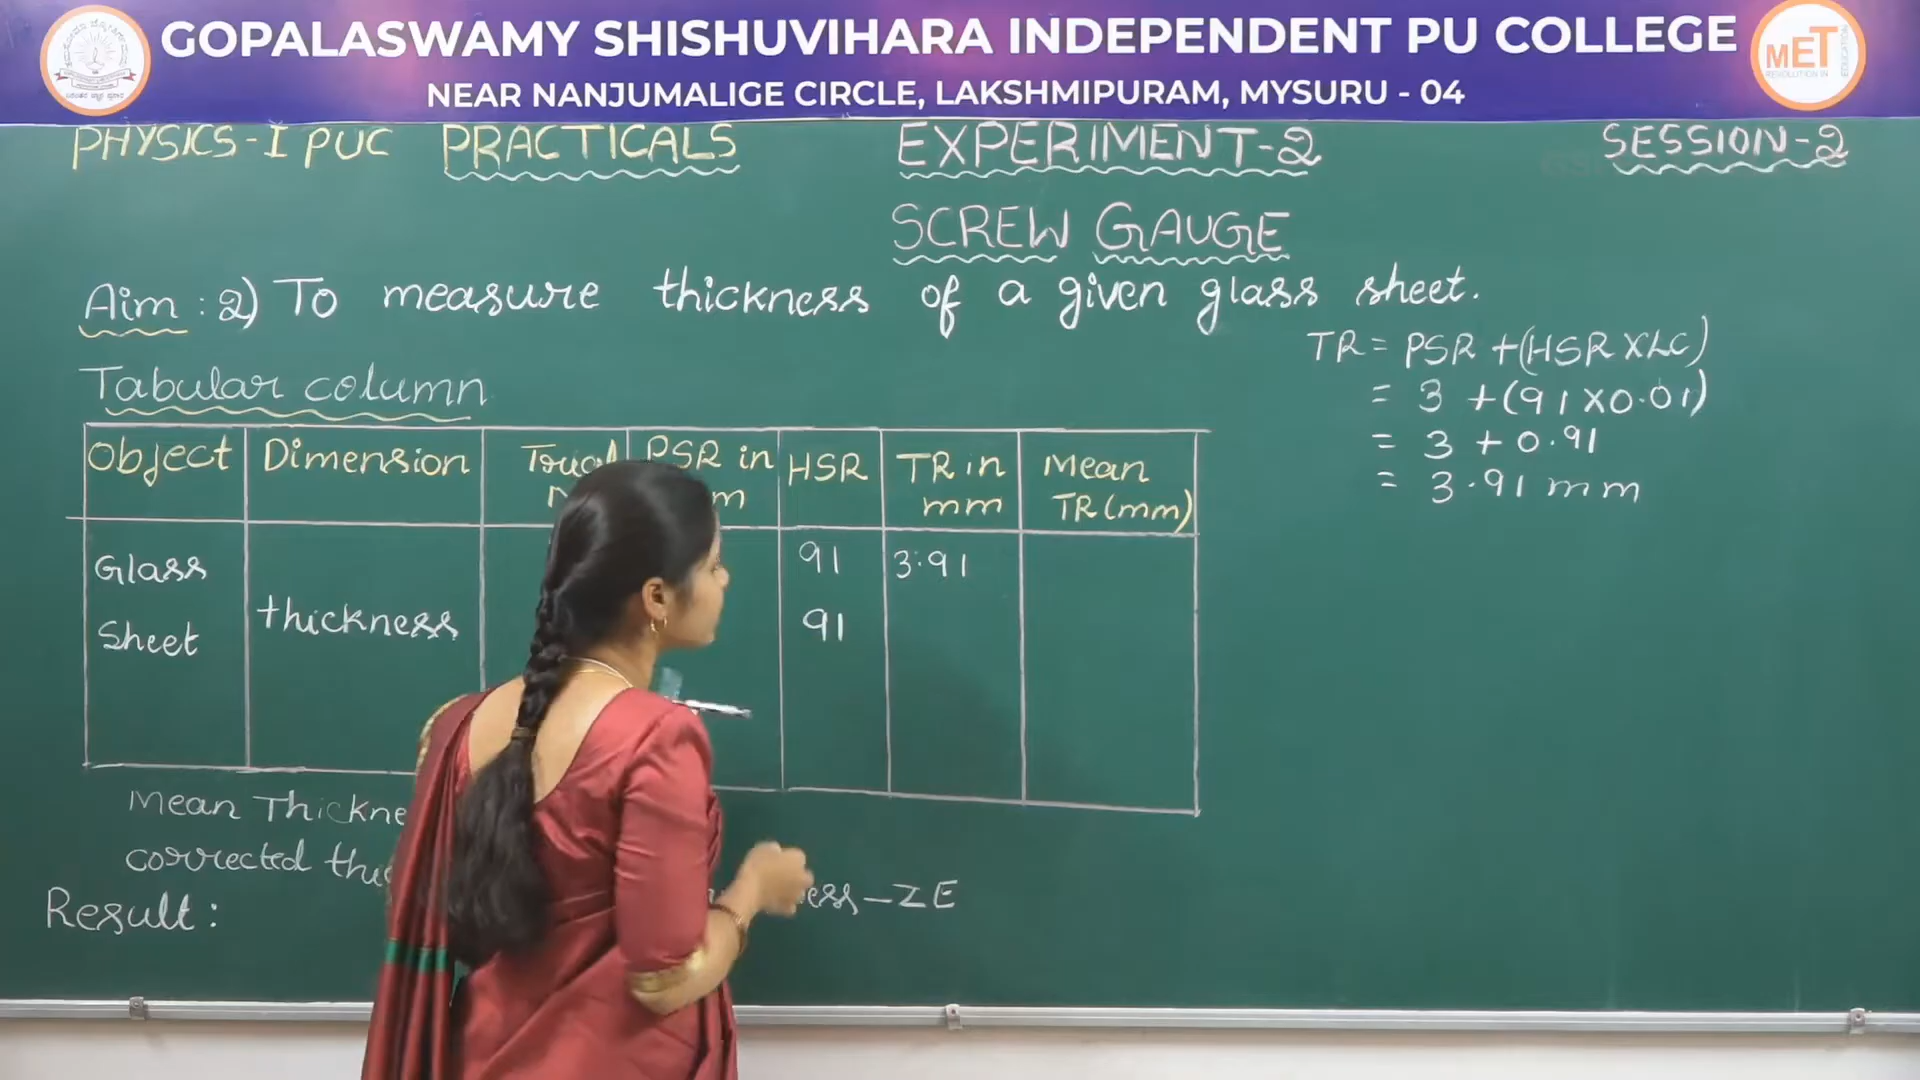 GOPALASWAMY SHISHUVIHARA INDEPENDENT PU COLLEGE
MET
NEAR NANJUMALIGE CIRCLE, LAKSHMIPURAM, MYSURU - 04
PHYSICS-I PUC PRACTICALS EXPERIMENT-2 SESSION-2
SCREW GAUGE
Aim : 2) To measure thickness of a given glass sheet.
TR = PSR + (HSR X LC)
= 3 + (91 X 0.01)
= 3 + 0.91
= 3.91 mm
Tabular column
Object Dimension PSR in HSR TR in mm Mean TR (mm)
Glass Sheet thickness 91 3.91
91
Mean
corrected
- ZE
Result :